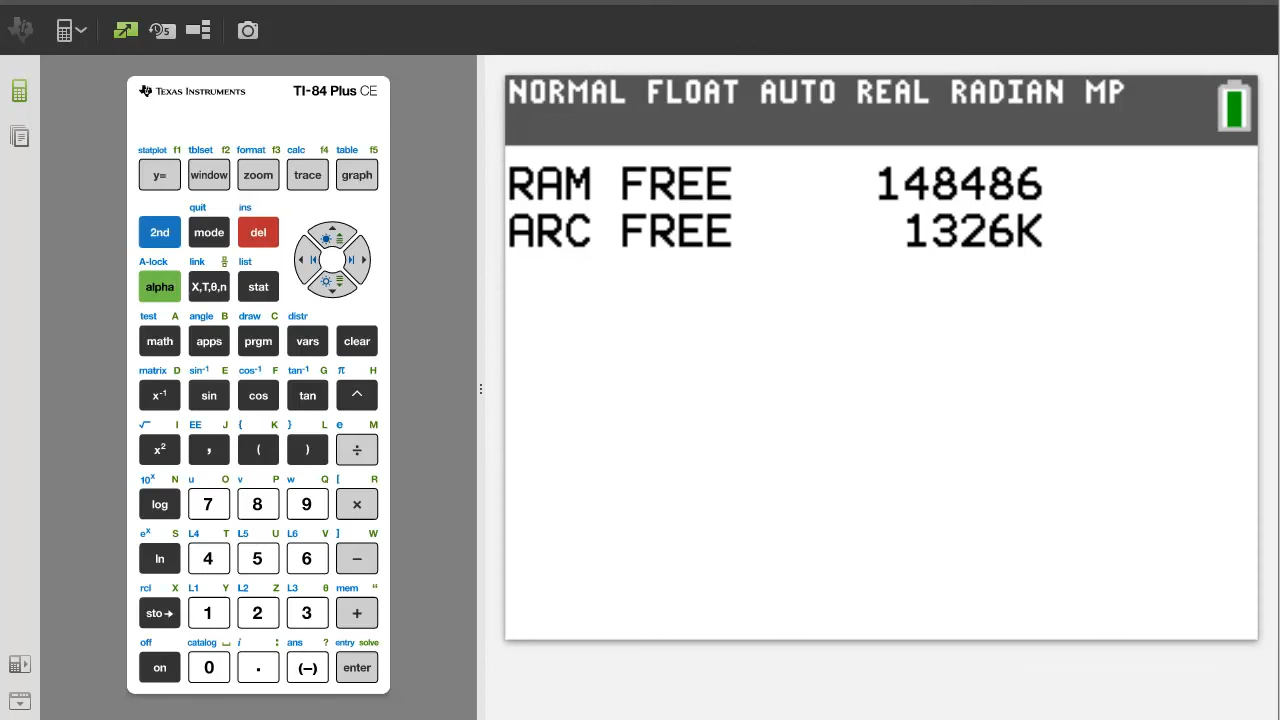 TEXAS INSTRUMENTS TI-84 Plus CE
statplot f1 tblset f2 format f3 calc f4 table f5
y= window zoom trace graph
quit ins
2nd mode del
A-lock link list
alpha X,T,θ,n stat
test A angle B draw C distr
math apps prgm vars clear
matrix D sin-1 E cos-1 F tan-1 G π H
x-1 sin cos tan ^
√ I EE J { K } L e M
x2 , ( ) ÷
10x N u O v P w Q [ R
log 7 8 9 ×
ex S L4 T L5 U L6 V ] W
ln 4 5 6 −
rcl X L1 Y L2 Z L3 θ mem “
sto→ 1 2 3 +
off catalog ␣ i : ans ? entry solve
on 0 . (−) enter
NORMAL FLOAT AUTO REAL RADIAN MP
RAM FREE 148486
ARC FREE 1326K